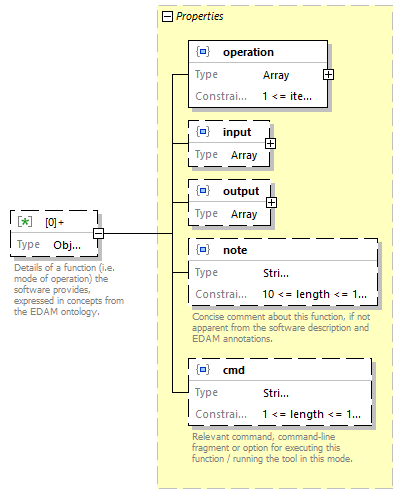 Properties
operation
Type Array
Constrai... 1 <= ite...
input
Type Array
output
Type Array
[0]+
Type Obj...
Details of a function (i.e.
mode of operation) the
software provides,
expressed in concepts from
the EDAM ontology.
note
Type Stri...
Constrai... 10 <= length <= 1...
Concise comment about this function, if not
apparent from the software description and
EDAM annotations.
cmd
Type Stri...
Constrai... 1 <= length <= 1...
Relevant command, command-line
fragment or option for executing this
function / running the tool in this mode.